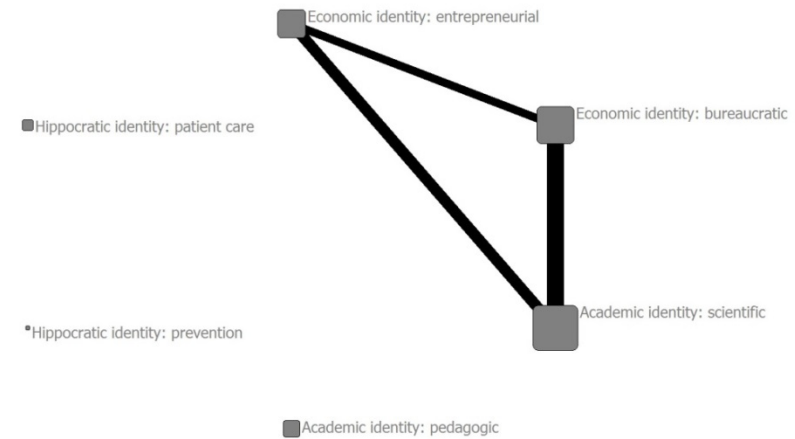 Economic identity: entrepreneurial
Economic identity: bureaucratic
Hippocratic identity: patient care
Academic identity: scientific
Hippocratic identity: prevention
Academic identity: pedagogic